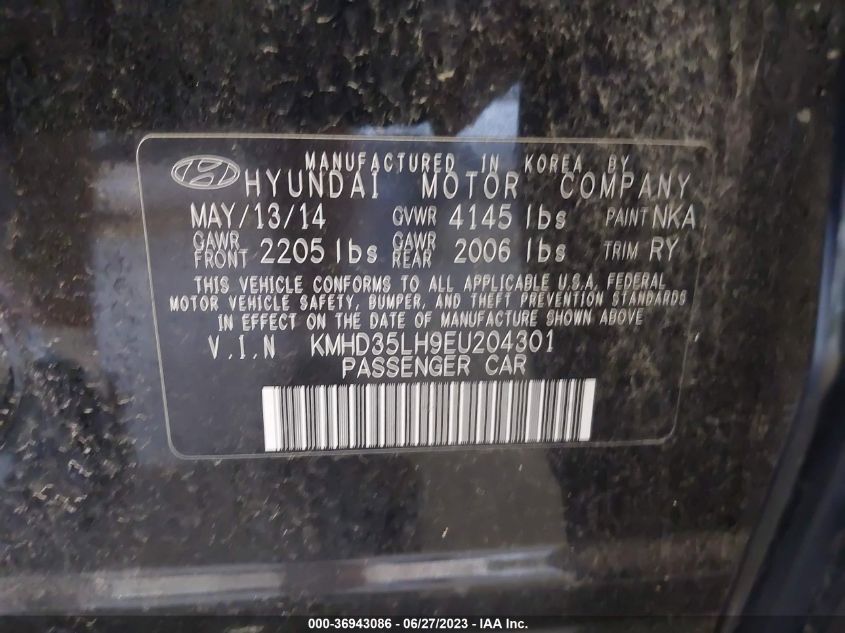 MANUFACTURED IN KOREA BY
HYUNDAI MOTOR COMPANY
MAY/13/14 GVWR 4145 lbs PAINT NKA
GAWR FRONT 2205 lbs GAWR REAR 2006 lbs TRIM RY
THIS VEHICLE CONFORMS TO ALL APPLICABLE U.S.A. FEDERAL
MOTOR VEHICLE SAFETY, BUMPER, AND THEFT PREVENTION STANDARDS
IN EFFECT ON THE DATE OF MANUFACTURE SHOWN ABOVE
V.I.N KMHD35LH9EU204301
PASSENGER CAR
000-36943086 / 06/27/2023 - IAA Inc.